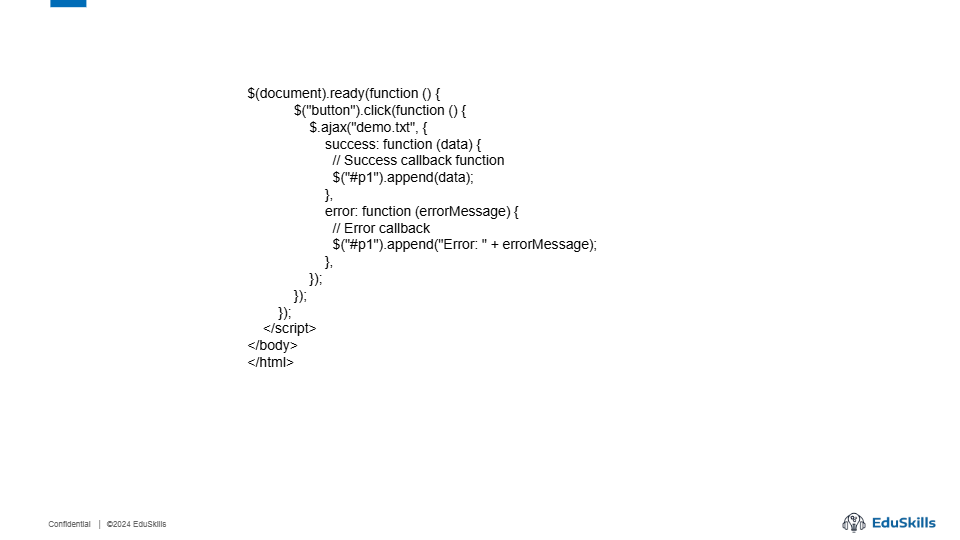 $(document).ready(function () {
$("button").click(function () {
$.ajax("demo.txt", {
success: function (data) {
// Success callback function
$("#p1").append(data);
},
error: function (errorMessage) {
// Error callback
$("#p1").append("Error: " + errorMessage);
},
});
});
});
</script>
</body>
</html>
Confidential | ©2024 EduSkills
EduSkills